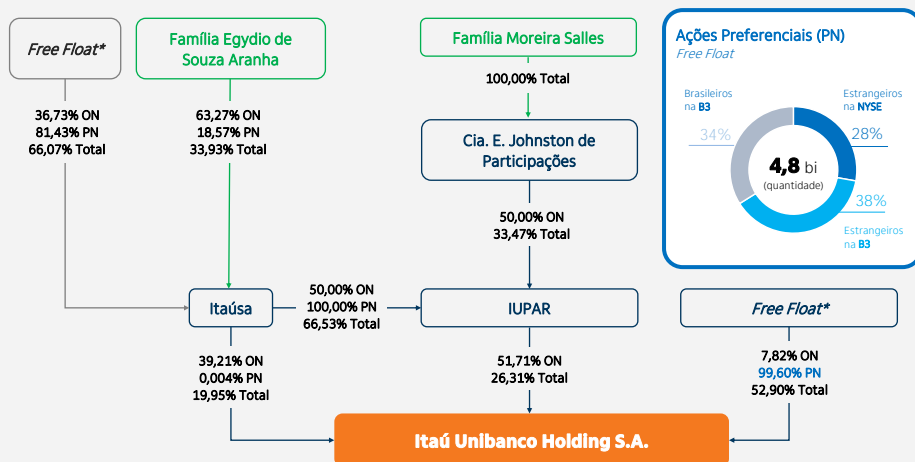 Free Float*
Família Egydio de
Souza Aranha
Família Moreira Salles
Ações Preferenciais (PN)
Free Float
36,73% ON
81,43% PN
66,07% Total
63,27% ON
18,57% PN
33,93% Total
100,00% Total
Cia. E. Johnston de
Participações
Brasileiros
na B3
34%
Estrangeiros
na NYSE
28%
4,8 bi
(quantidade)
38%
Estrangeiros
na B3
50,00% ON
33,47% Total
Itaúsa
50,00% ON
100,00% PN
66,53% Total
IUPAR
Free Float*
39,21% ON
0,004% PN
19,95% Total
51,71% ON
26,31% Total
7,82% ON
99,60% PN
52,90% Total
Itaú Unibanco Holding S.A.